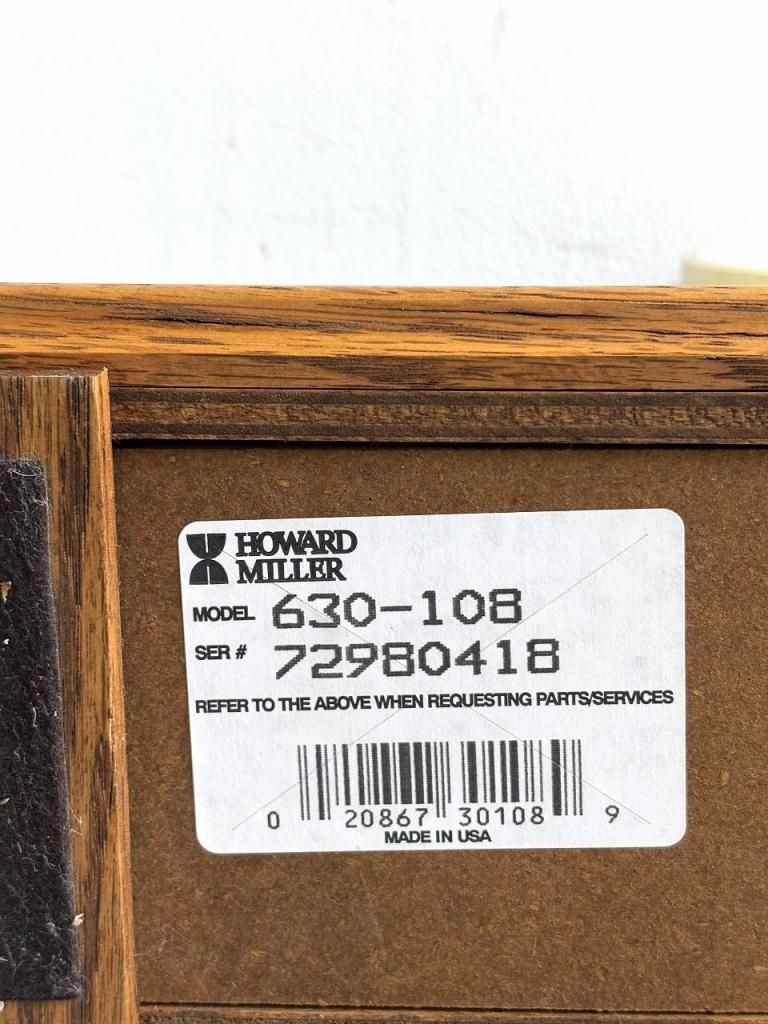 HOWARD
MILLER
MODEL 630-108
SER # 72980418
REFER TO THE ABOVE WHEN REQUESTING PARTS/SERVICES
0 20867 30108 9
MADE IN USA